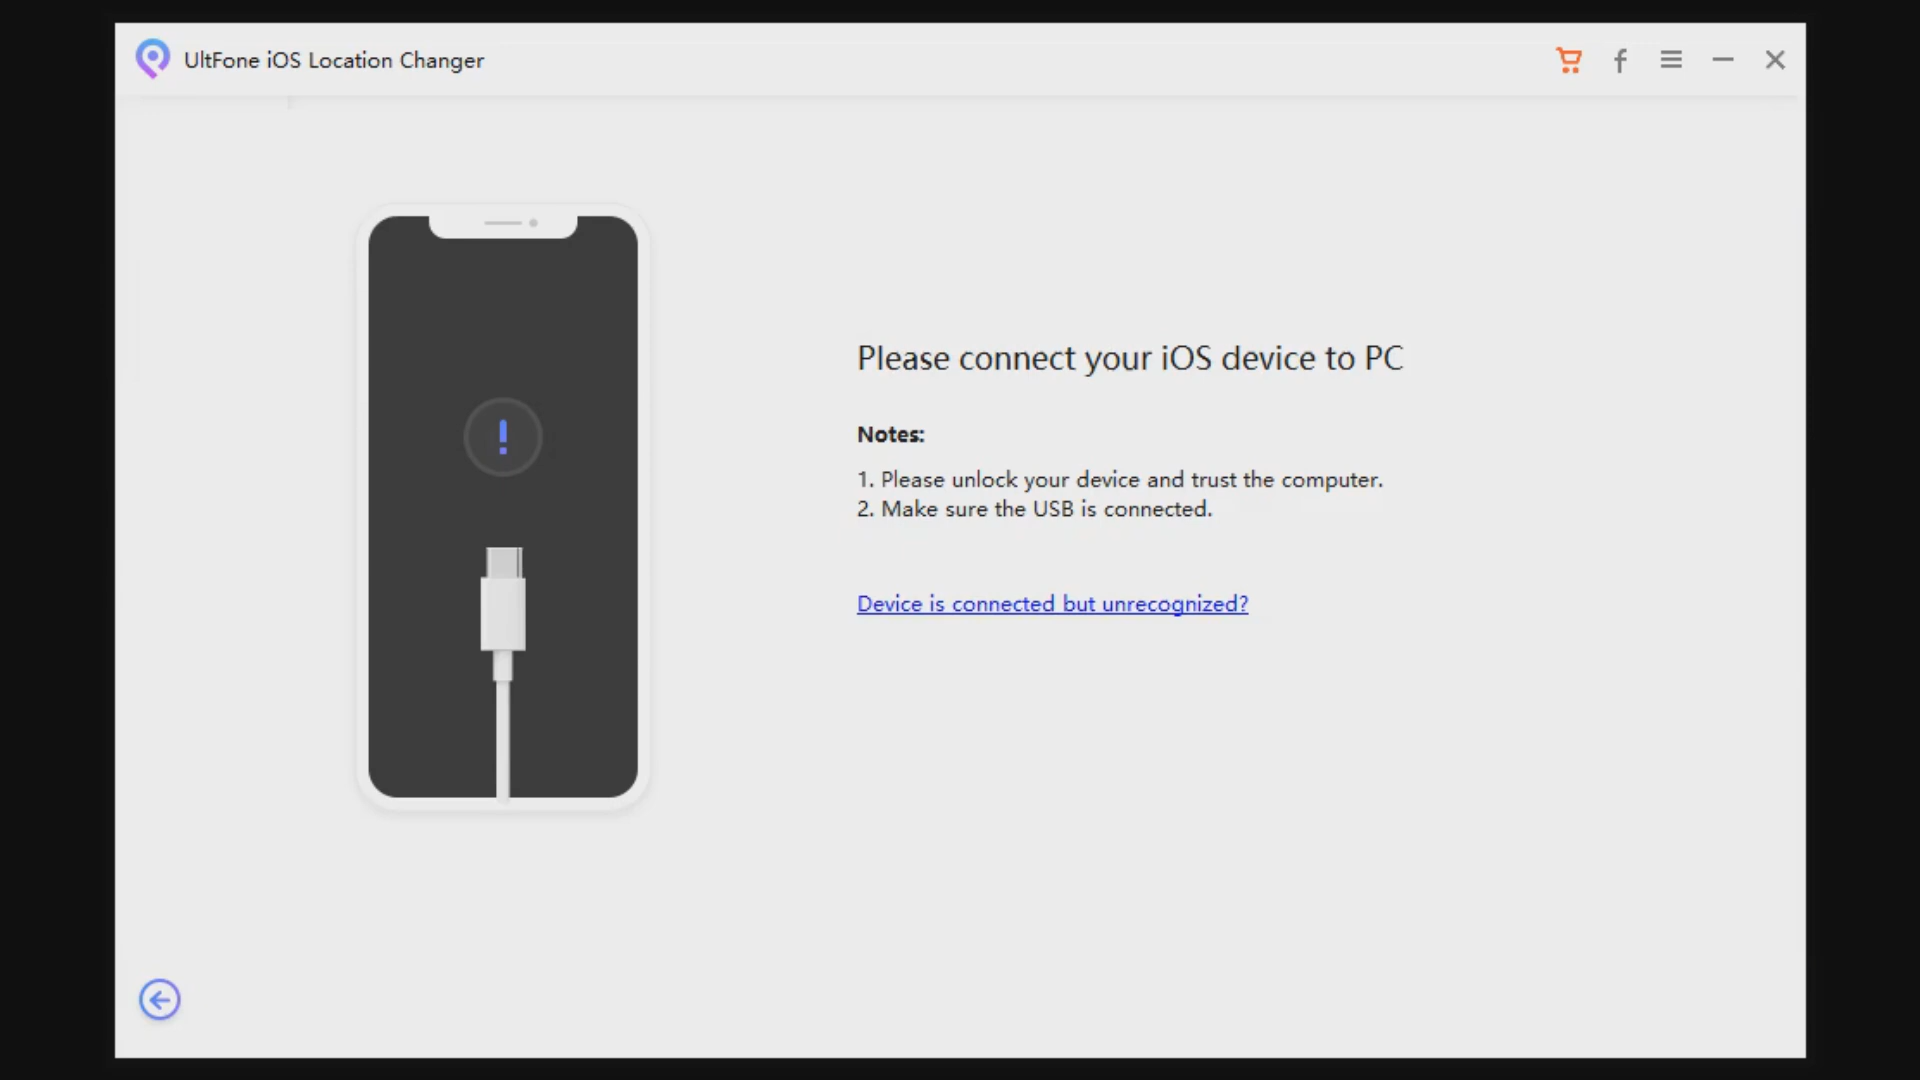 UltFone iOS Location Changer
Please connect your iOS device to PC
Notes:
1. Please unlock your device and trust the computer.
2. Make sure the USB is connected.
Device is connected but unrecognized?